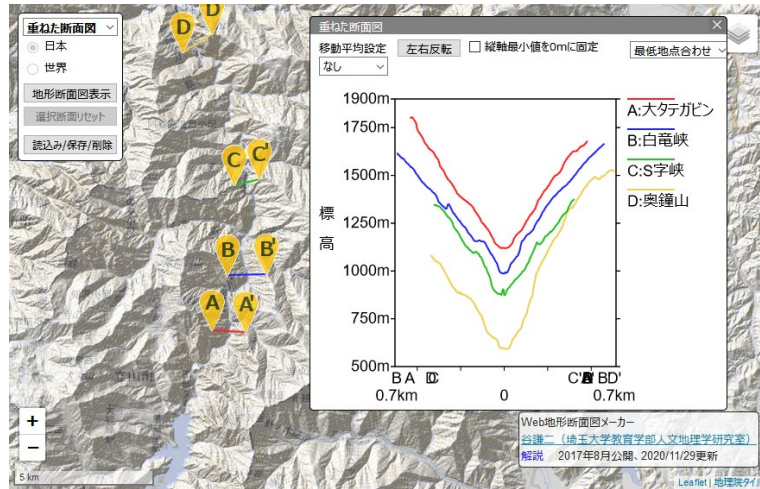 重ねた断面図
日本
世界
地形断面図表示
選択断面リセット
読込み/保存/削除
D
D
C
C'
B
B'
A
A'
重ねた断面図
移動平均設定
なし
左右反転
縦軸最小値を0mに固定
最低地点合わせ
1900m
1750m
1500m
1250m
1000m
750m
500m
標高
A:大タテガビン
B:白竜峡
C:S字峡
D:奥鐘山
B A
C'
BD'
0.7km
0
0.7km
+
−
5 km
Web地形断面図メーカー
谷謙二（埼玉大学教育学部人文地理学研究室）
解説 2017年8月公開、2020/11/29更新
Leaflet | 地理院タイ